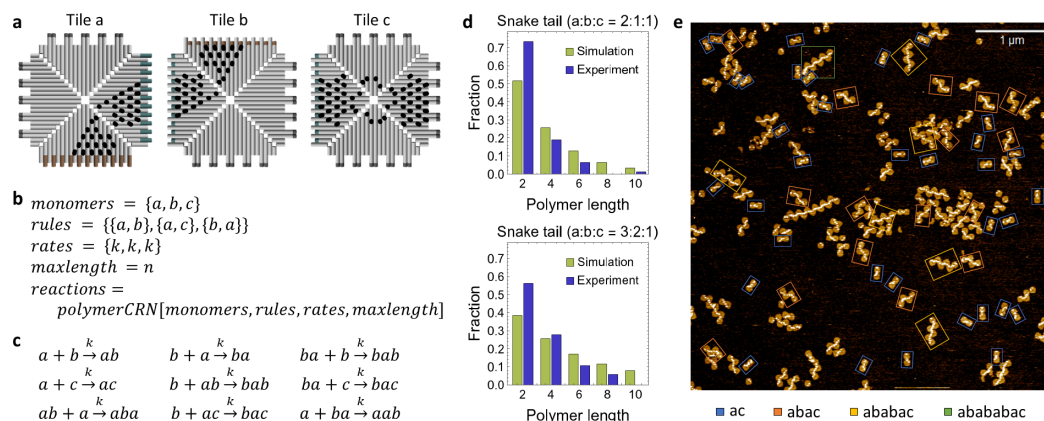 a
Tile a
Tile b
Tile c
b
monomers = {a, b, c}
rules = {{a, b}, {a, c}, {b, a}}
rates = {k, k, k}
maxlength = n
reactions =
polymerCRN[monomers, rules, rates, maxlength]
c
a + b →k ab
b + a →k ba
ba + b →k bab
a + c →k ac
b + ab →k bab
ba + c →k bac
ab + a →k aba
b + ac →k bac
a + ba →k aab
d
Snake tail (a:b:c = 2:1:1)
Simulation
Experiment
Fraction
0.7
0.6
0.5
0.4
0.3
0.2
0.1
0.0
2 4 6 8 10
Polymer length
Snake tail (a:b:c = 3:2:1)
Simulation
Experiment
Fraction
0.7
0.6
0.5
0.4
0.3
0.2
0.1
0.0
2 4 6 8 10
Polymer length
e
1 μm
ac
abac
ababac
abababac